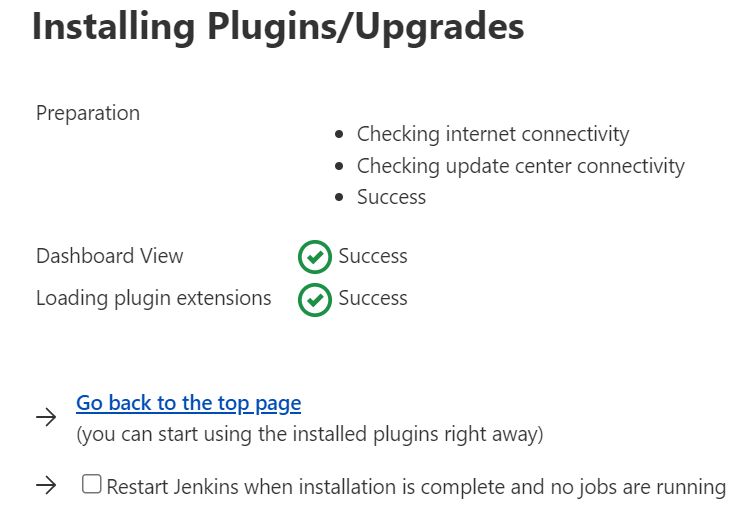 Installing Plugins/Upgrades
Preparation
Checking internet connectivity
Checking update center connectivity
Success
Dashboard View Success
Loading plugin extensions Success
Go back to the top page
(you can start using the installed plugins right away)
Restart Jenkins when installation is complete and no jobs are running